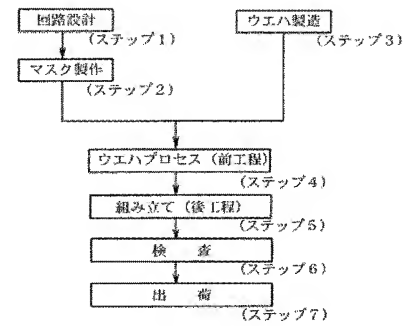 回路設計
(ステップ1)
ウエハ製造
(ステップ3)
マスク製作
(ステップ2)
ウエハプロセス(前工程)
(ステップ4)
組み立て(後工程)
(ステップ5)
検 査
(ステップ6)
出 荷
(ステップ7)